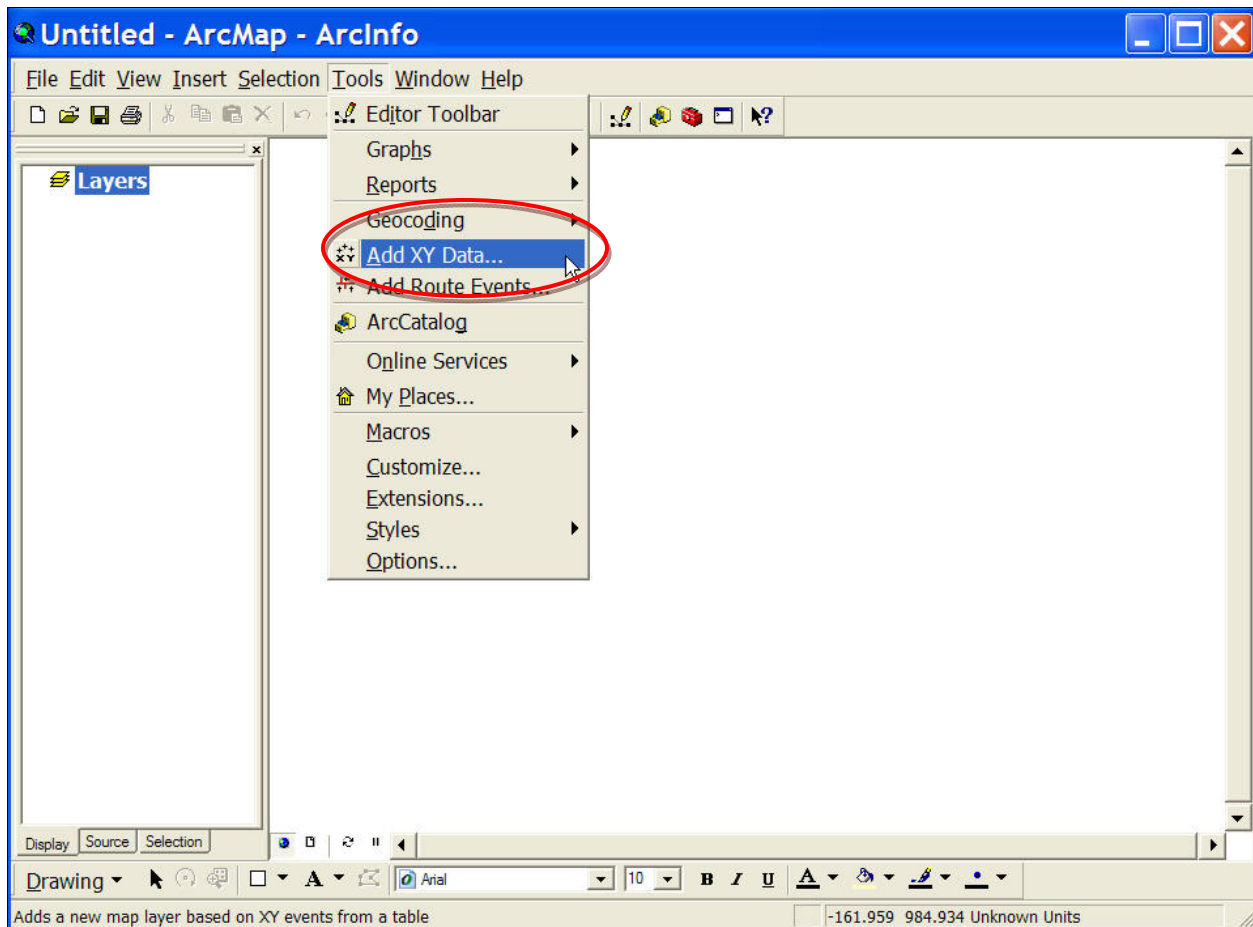 Untitled - ArcMap - ArcInfo
File Edit View Insert Selection Tools Window Help
Editor Toolbar
Graphs
Reports
Geocoding
Add XY Data...
Add Route Events...
ArcCatalog
Online Services
My Places...
Macros
Customize...
Extensions...
Styles
Options...
Layers
Display Source Selection
Drawing A Arial 10 B I U A
Adds a new map layer based on XY events from a table -161.959 984.934 Unknown Units